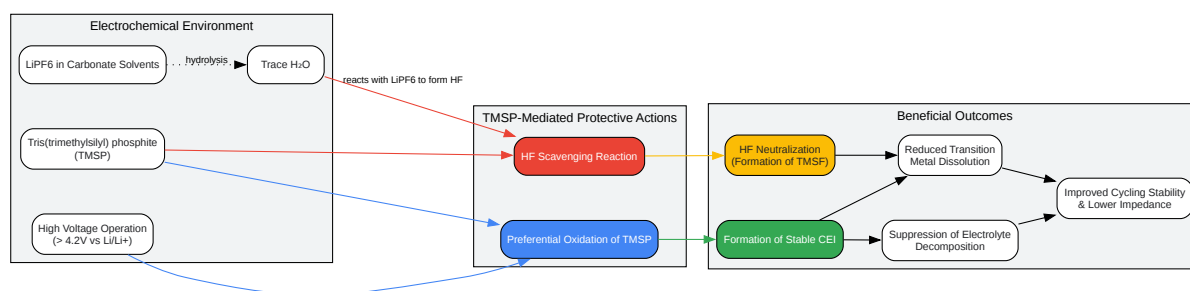 Electrochemical Environment
LiPF6 in Carbonate Solvents
hydrolysis
Trace H₂O
reacts with LiPF6 to form HF
Tris(trimethylsilyl) phosphite
(TMSP)
High Voltage Operation
(> 4.2V vs Li/Li+)
TMSP-Mediated Protective Actions
HF Scavenging Reaction
Preferential Oxidation of TMSP
Beneficial Outcomes
HF Neutralization
(Formation of TMSF)
Reduced Transition
Metal Dissolution
Formation of Stable CEI
Suppression of Electrolyte
Decomposition
Improved Cycling Stability
& Lower Impedance